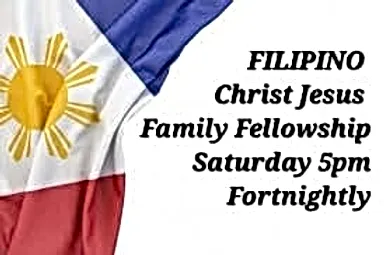 FILIPINO
Christ Jesus
Family Fellowship
Saturday 5pm
Fortnightly